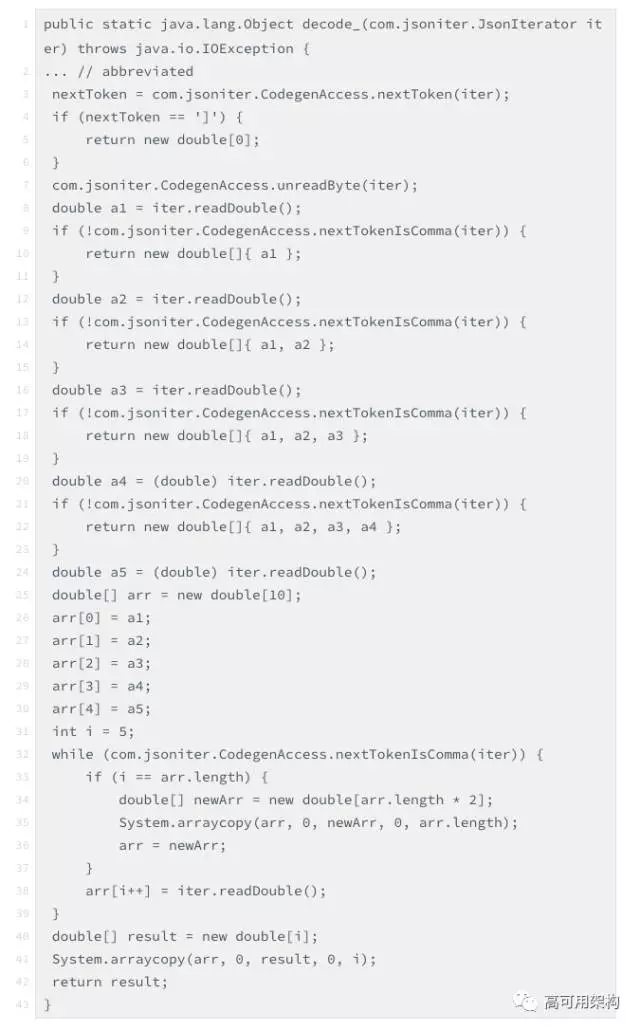 1 public static java.lang.Object decode_(com.jsoniter.JsonIterator it
er) throws java.io.IOException {
2 ... // abbreviated
3 nextToken = com.jsoniter.CodegenAccess.nextToken(iter);
4 if (nextToken == ']') {
5 return new double[0];
6 }
7 com.jsoniter.CodegenAccess.unreadByte(iter);
8 double a1 = iter.readDouble();
9 if (!com.jsoniter.CodegenAccess.nextTokenIsComma(iter)) {
10 return new double[]{ a1 };
11 }
12 double a2 = iter.readDouble();
13 if (!com.jsoniter.CodegenAccess.nextTokenIsComma(iter)) {
14 return new double[]{ a1, a2 };
15 }
16 double a3 = iter.readDouble();
17 if (!com.jsoniter.CodegenAccess.nextTokenIsComma(iter)) {
18 return new double[]{ a1, a2, a3 };
19 }
20 double a4 = (double) iter.readDouble();
21 if (!com.jsoniter.CodegenAccess.nextTokenIsComma(iter)) {
22 return new double[]{ a1, a2, a3, a4 };
23 }
24 double a5 = (double) iter.readDouble();
25 double[] arr = new double[10];
26 arr[0] = a1;
27 arr[1] = a2;
28 arr[2] = a3;
29 arr[3] = a4;
30 arr[4] = a5;
31 int i = 5;
32 while (com.jsoniter.CodegenAccess.nextTokenIsComma(iter)) {
33 if (i == arr.length) {
34 double[] newArr = new double[arr.length * 2];
35 System.arraycopy(arr, 0, newArr, 0, arr.length);
36 arr = newArr;
37 }
38 arr[i++] = iter.readDouble();
39 }
40 double[] result = new double[i];
41 System.arraycopy(arr, 0, result, 0, i);
42 return result;
43 }
高可用架构